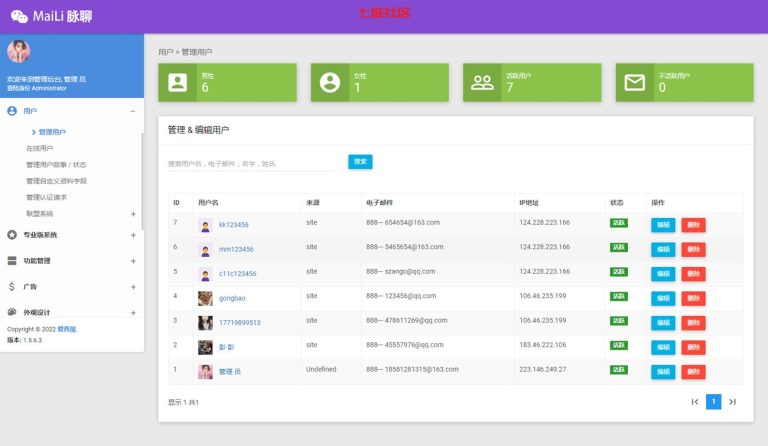 MaiLi 脉聊
七崖社区
欢迎来到管理后台, 管理 员
登陆身份 Administrator
用户
管理用户
在线用户
管理用户故事 / 状态
管理自定义资料字段
管理认证请求
联盟系统
专业版系统
功能管理
广告
外观设计
Copyright © 2022
版本: 1.5.6.3
用户 > 管理用户
男性
6
女性
1
活跃用户
7
不活跃用户
0
管理 & 编辑用户
搜索用户名，电子邮件，名字，姓氏 搜索
ID 用户名 来源 电子邮件 IP地址 状态 操作
7 kk123456 site 888--- 654654@163.com 124.228.223.166 活跃 编辑 删除
6 mm123456 site 888--- 5465654@163.com 124.228.223.166 活跃 编辑 删除
5 c11c123456 site 888--- szango@qq.com 124.228.223.166 活跃 编辑 删除
4 gongbao site 888--- 123456@qq.com 106.46.235.199 活跃 编辑 删除
3 17719899513 site 888--- 478611269@qq.com 106.46.235.199 活跃 编辑 删除
2 彭 彭 site 888--- 45557976@qq.com 183.46.222.106 活跃 编辑 删除
1 管理 员 Undefined 888--- 18581281315@163.com 223.146.249.27 活跃 编辑 删除
显示 1 共1
1